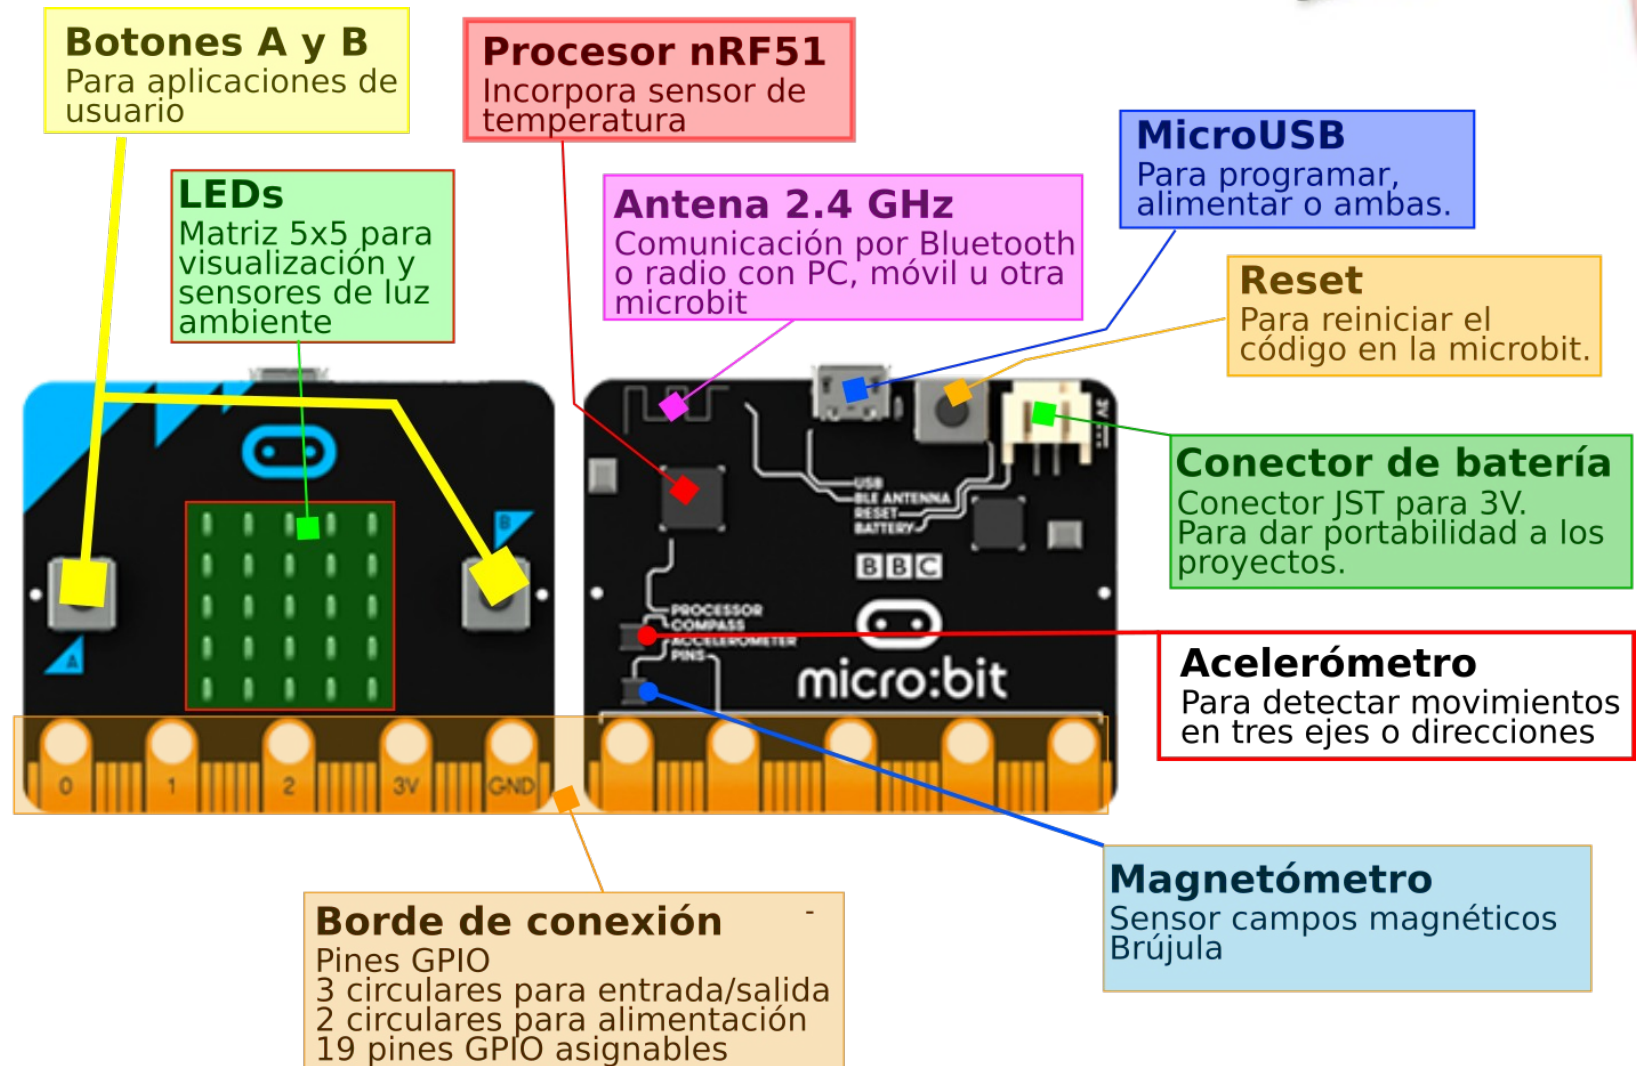 Botones A y B
Para aplicaciones de
usuario
Procesor nRF51
Incorpora sensor de
temperatura
MicroUSB
Para programar,
alimentar o ambas.
LEDs
Matriz 5x5 para
visualización y
sensores de luz
ambiente
Antena 2.4 GHz
Comunicación por Bluetooth
o radio con PC, móvil u otra
microbit
Reset
Para reiniciar el
código en la microbit.
Conector de batería
Conector JST para 3V.
Para dar portabilidad a los
proyectos.
B
A
USB
BLE ANTENNA
RESET
BATTERY
BBC
PROCESSOR
COMPASS
ACCELEROMETER
PINS
micro:bit
Acelerómetro
Para detectar movimientos
en tres ejes o direcciones
0 1 2 3V GND
Magnetómetro
Sensor campos magnéticos
Brújula
Borde de conexión -
Pines GPIO
3 circulares para entrada/salida
2 circulares para alimentación
19 pines GPIO asignables